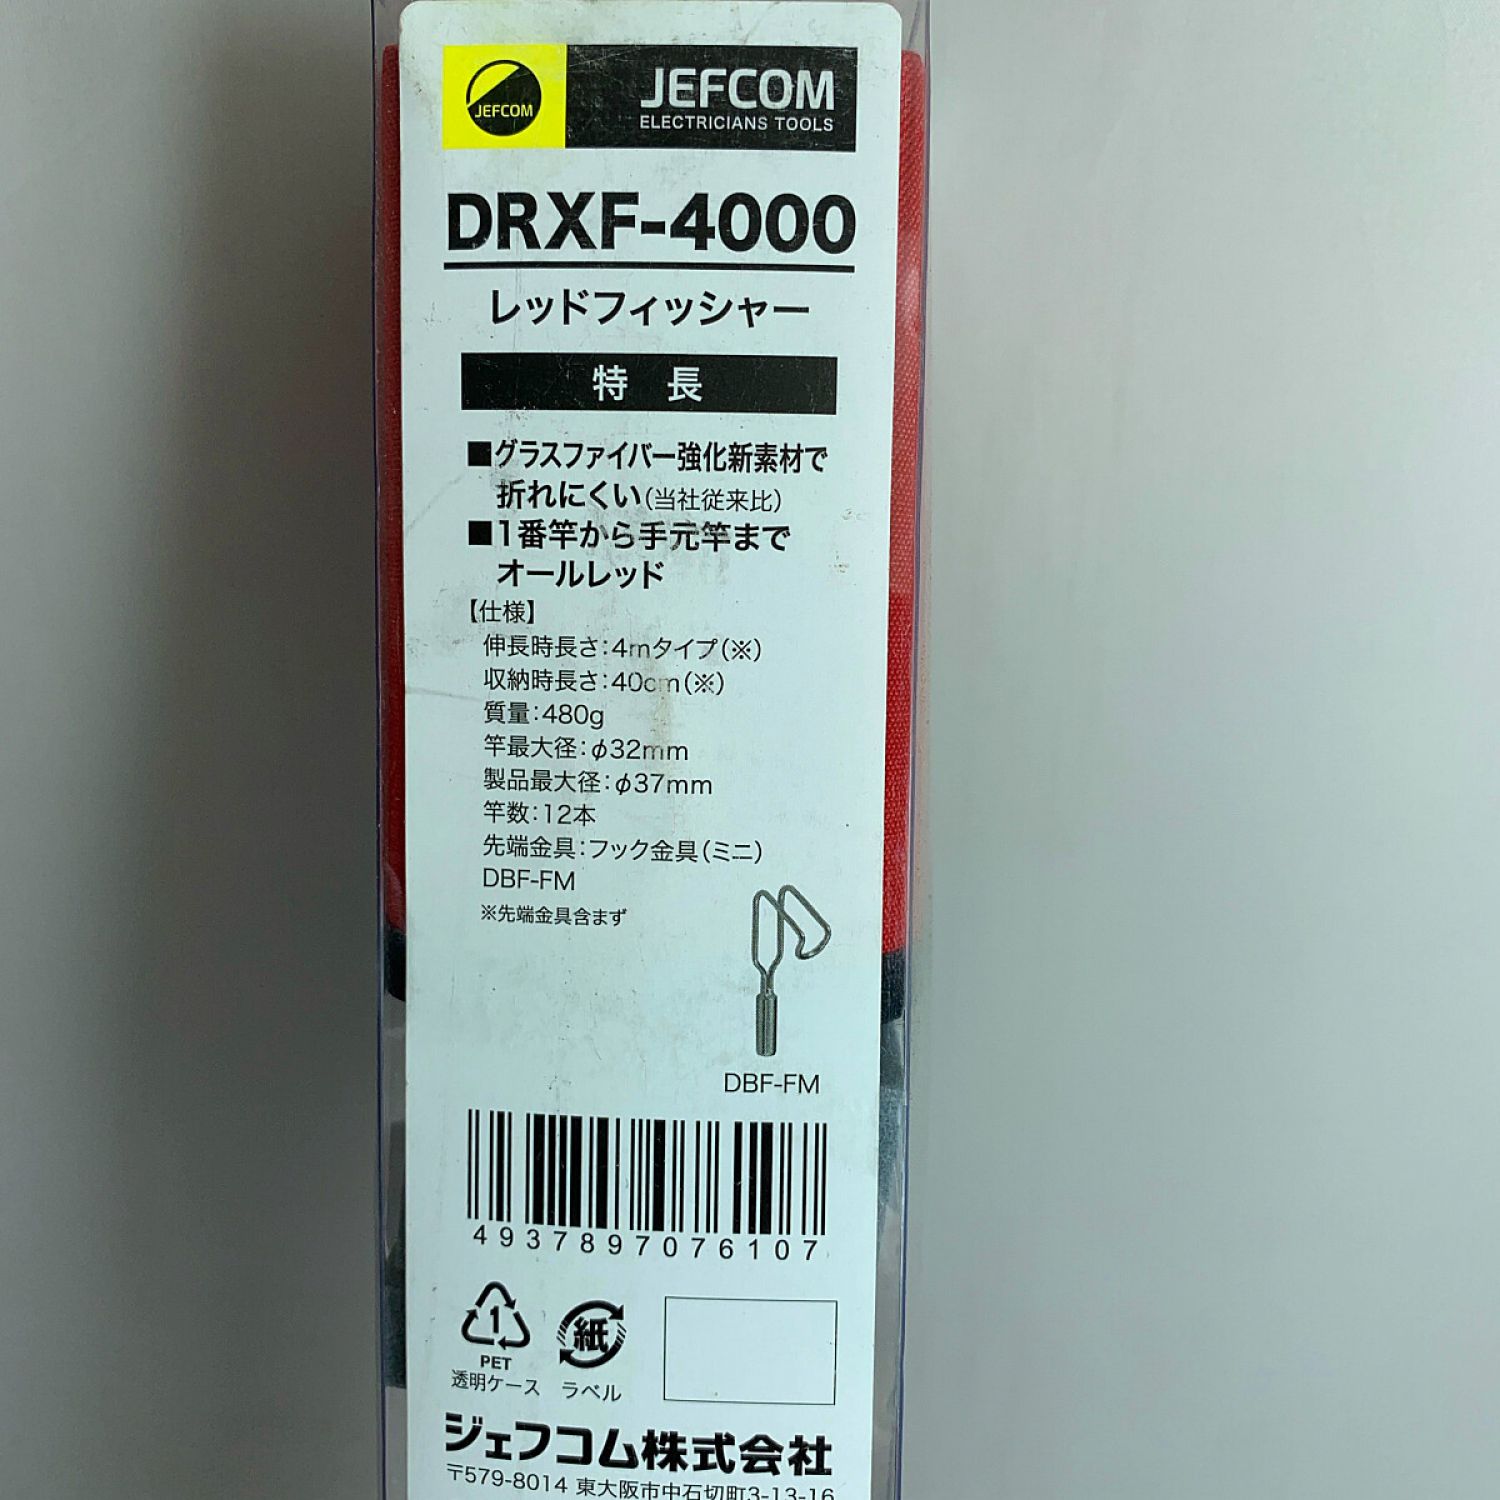 JEFCOM
JEFCOM
ELECTRICIANS TOOLS
DRXF-4000
レッドフィッシャー
特長
■グラスファイバー強化新素材で
折れにくい(当社従来比)
■1番竿から手元竿まで
オールレッド
【仕様】
伸長時長さ:4mタイプ(※)
収納時長さ:40cm(※)
質量:480g
竿最大径:φ32mm
製品最大径:φ37mm
竿数:12本
先端金具:フック金具(ミニ)
DBF-FM
※先端金具含まず
DBF-FM
4937897076107
1
紙
PET
透明ケース
ラベル
ジェフコム株式会社
〒579-8014 東大阪市中石切町3-13-16